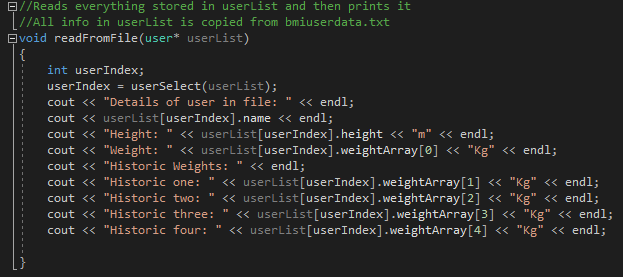 //Reads everything stored in userList and then prints it
//All info in userList is copied from bmiuserdata.txt
void readFromFile(user* userList)
{
int userIndex;
userIndex = userSelect(userList);
cout << "Details of user in file: " << endl;
cout << userList[userIndex].name << endl;
cout << "Height: " << userList[userIndex].height << "m" << endl;
cout << "Weight: " << userList[userIndex].weightArray[0] << "Kg" << endl;
cout << "Historic Weights: " << endl;
cout << "Historic one: " << userList[userIndex].weightArray[1] << "Kg" << endl;
cout << "Historic two: " << userList[userIndex].weightArray[2] << "Kg" << endl;
cout << "Historic three: " << userList[userIndex].weightArray[3] << "Kg" << endl;
cout << "Historic four: " << userList[userIndex].weightArray[4] << "Kg" << endl;
}